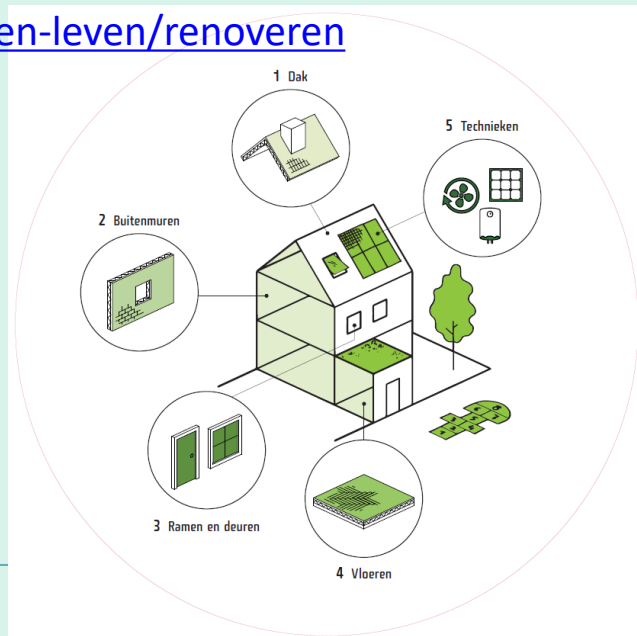 en-leven/renoveren
1 Dak
5 Technieken
2 Buitenmuren
3 Ramen en deuren
4 Vloeren